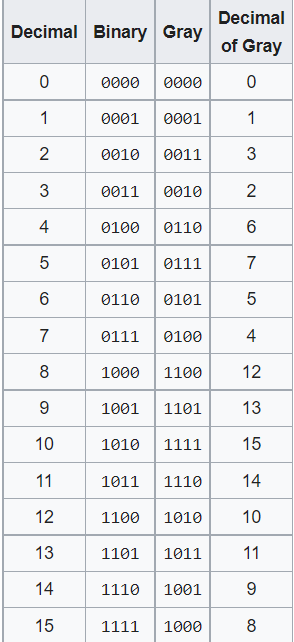 Decimal Binary Gray Decimal of Gray
0 0000 0000 0
1 0001 0001 1
2 0010 0011 3
3 0011 0010 2
4 0100 0110 6
5 0101 0111 7
6 0110 0101 5
7 0111 0100 4
8 1000 1100 12
9 1001 1101 13
10 1010 1111 15
11 1011 1110 14
12 1100 1010 10
13 1101 1011 11
14 1110 1001 9
15 1111 1000 8